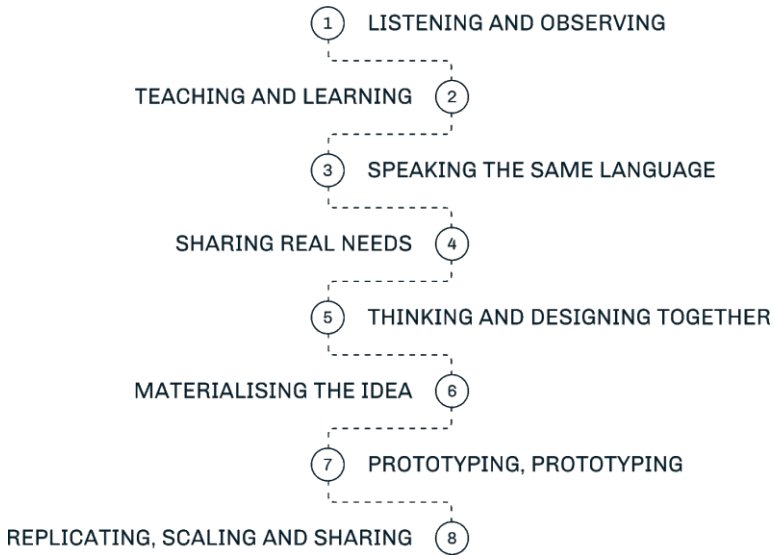 1 LISTENING AND OBSERVING
TEACHING AND LEARNING 2
3 SPEAKING THE SAME LANGUAGE
SHARING REAL NEEDS 4
5 THINKING AND DESIGNING TOGETHER
MATERIALISING THE IDEA 6
7 PROTOTYPING, PROTOTYPING
REPLICATING, SCALING AND SHARING 8